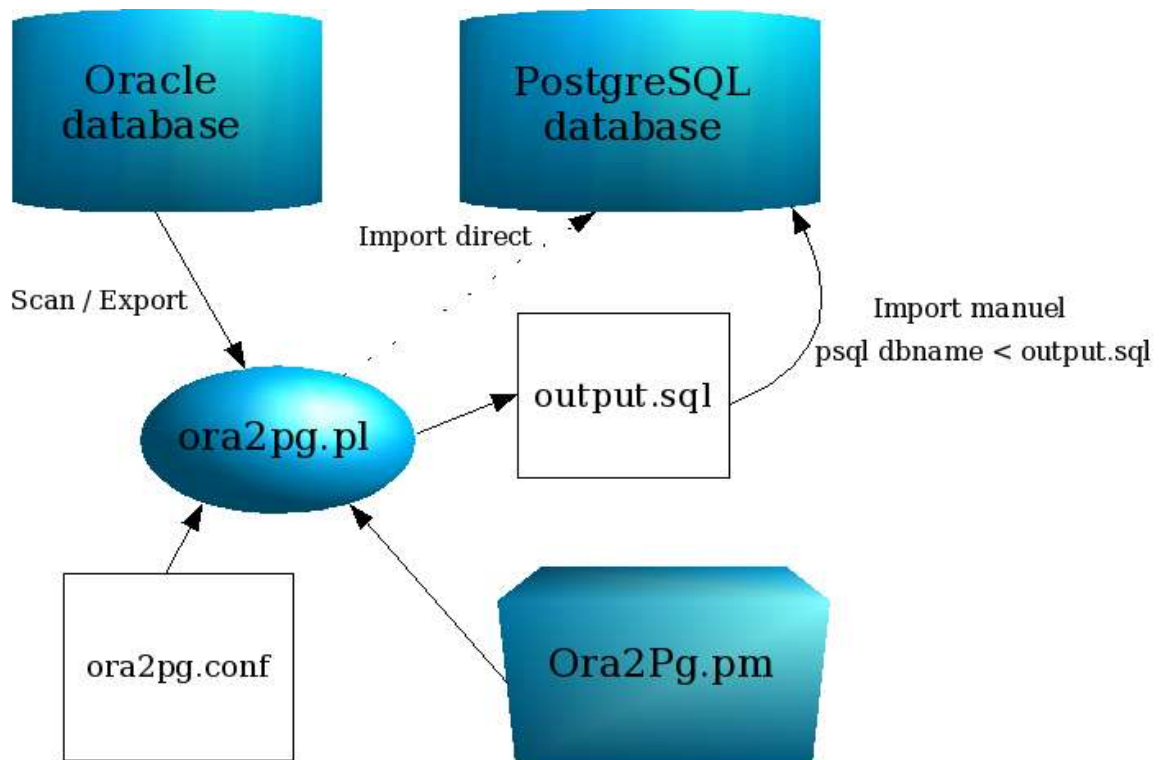 Oracle
database
PostgreSQL
database
Import direct
Scan / Export
Import manuel
psql dbname < output.sql
output.sql
ora2pg.pl
ora2pg.conf
Ora2Pg.pm